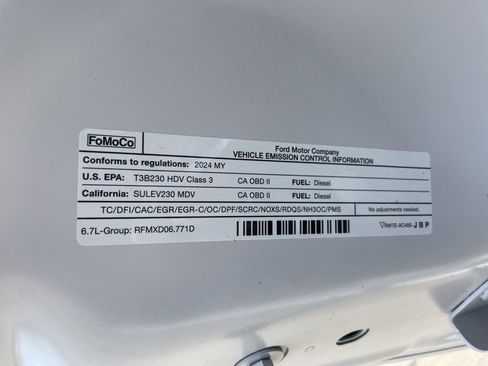 FoMoCo
Ford Motor Company
VEHICLE EMISSION CONTROL INFORMATION
Conforms to regulations: 2024 MY
U.S. EPA: T3B230 HDV Class 3 CA OBD II FUEL: Diesel
California: SULEV230 MDV CA OBD II FUEL: Diesel
TC/DFI/CAC/EGR/EGR-C/OC/DPF/SCRC/NOXS/RDQS/NH3OC/PMS No adjustments needed.
6.7L-Group: RFMXD06.771D RW7E-9C485-JBP